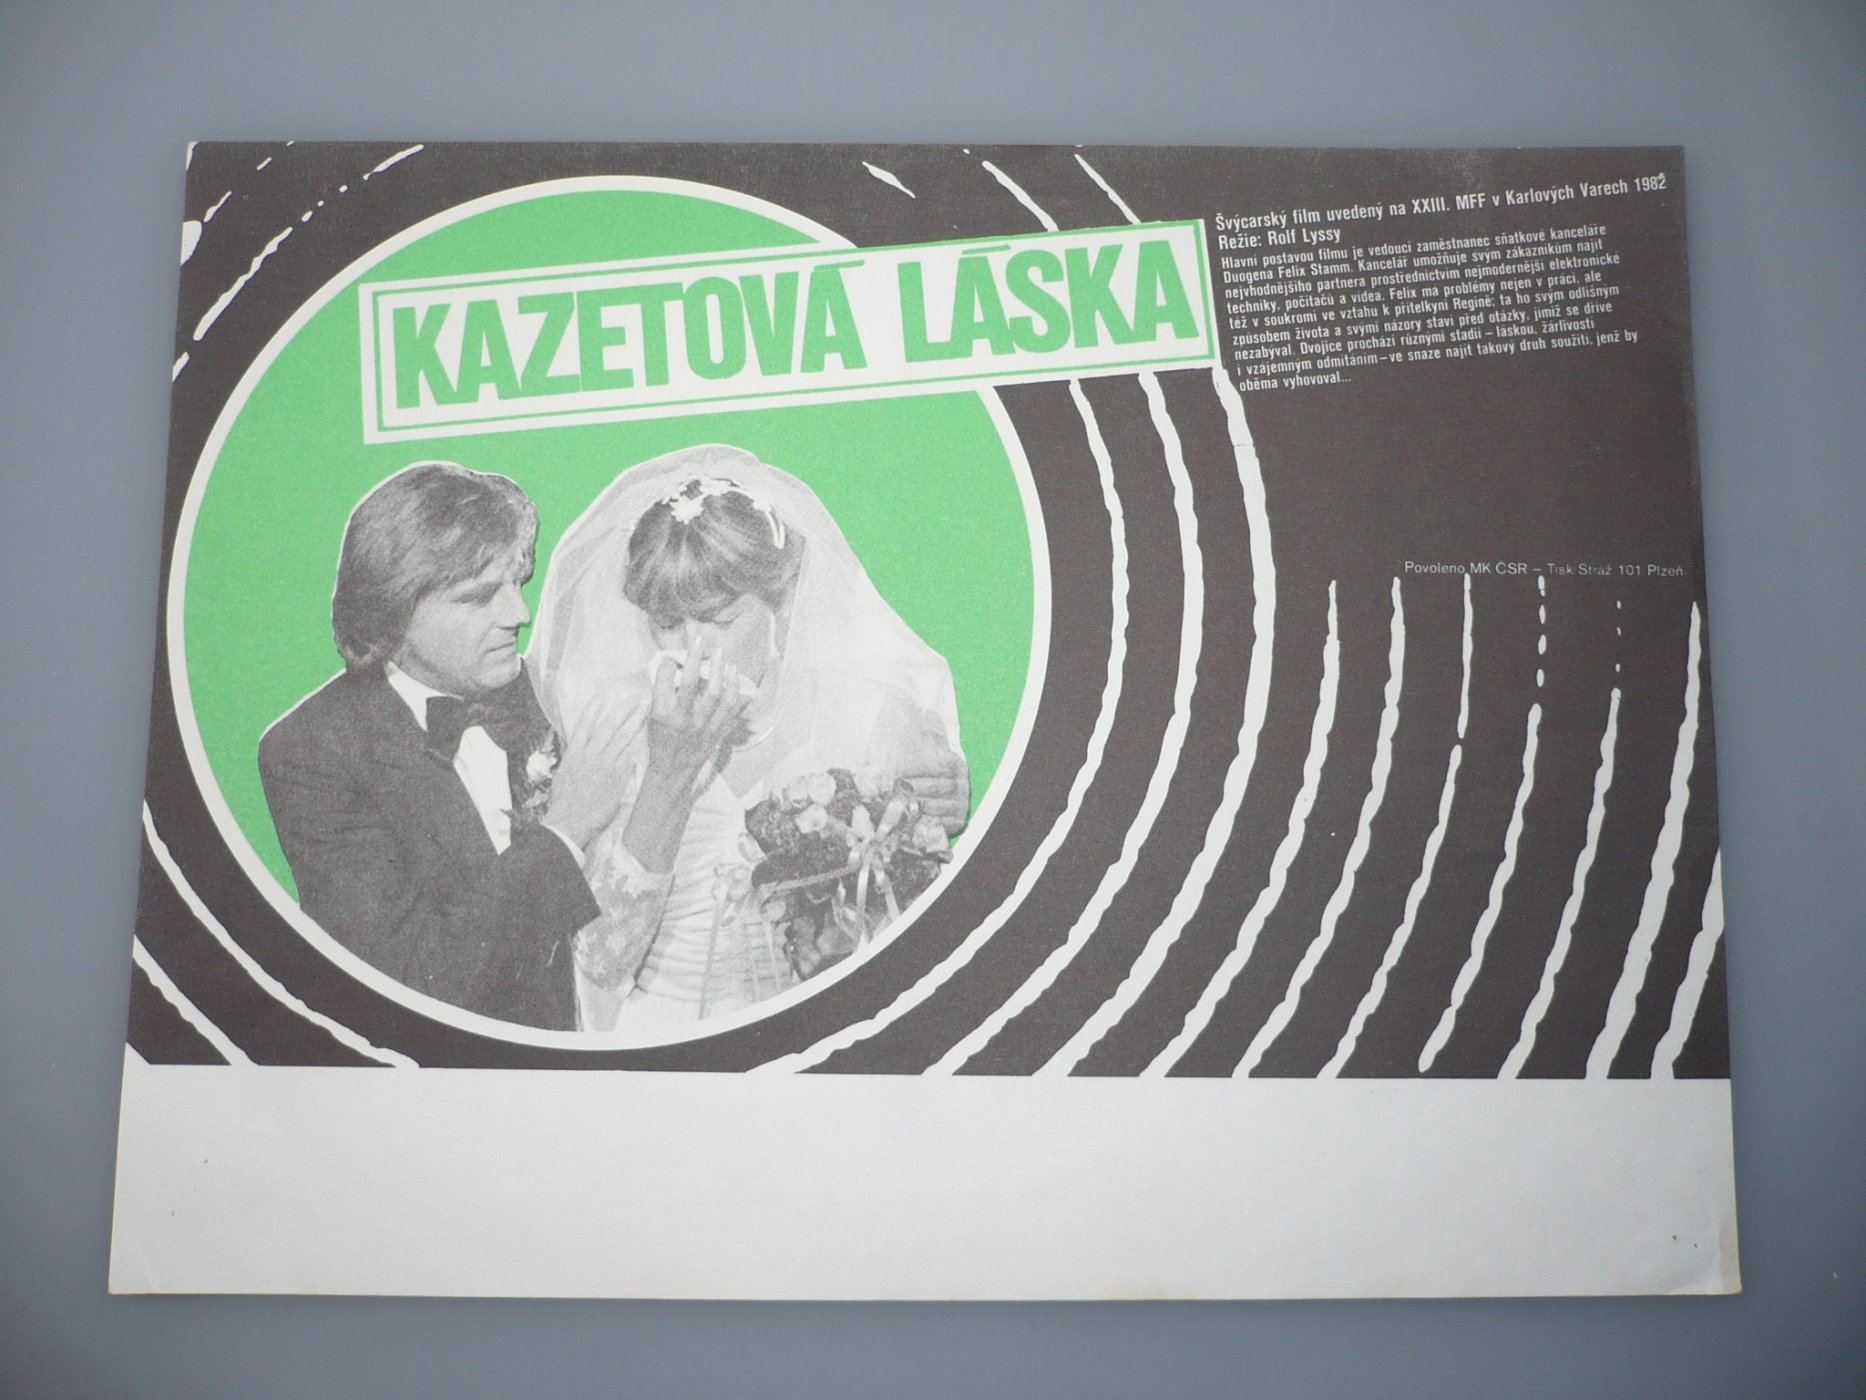 KAZETOVÁ LÁSKA
Švýcarský film uvedený na XXIII. MFF v Karlových Varech 1982
Režie: Rolf Lyssy
Hlavní postavou filmu je vedoucí zaměstnanec sňatkové kanceláře
Duogena Felix Stamm. Kancelář umožňuje svým zákazníkům najít
nejvhodnějšího partnera prostřednictvím nejmodernější elektronické
techniky, počítačů a videa. Felix má problémy nejen v práci, ale
též v soukromí ve vztahu k přítelkyni Regině: ta ho svým odlišným
způsobem života a svými názory staví před otázky, jimiž se dříve
nezabýval. Dvojice prochází různými stadii – láskou, žárlivostí
i vzájemným odmítáním – ve snaze najít takový druh soužití, jenž by
oběma vyhovoval...
Povoleno MK ČSR – Tisk Stráž 101 Plzeň